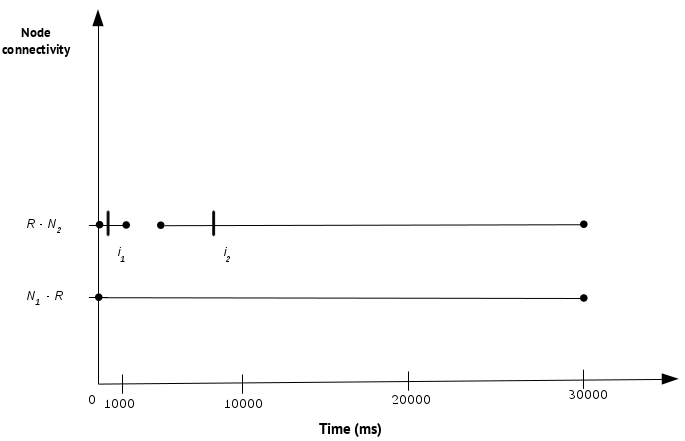 Node
connectivity
R - N2
i1
i2
N1 - R
0 1000 10000 20000 30000
Time (ms)